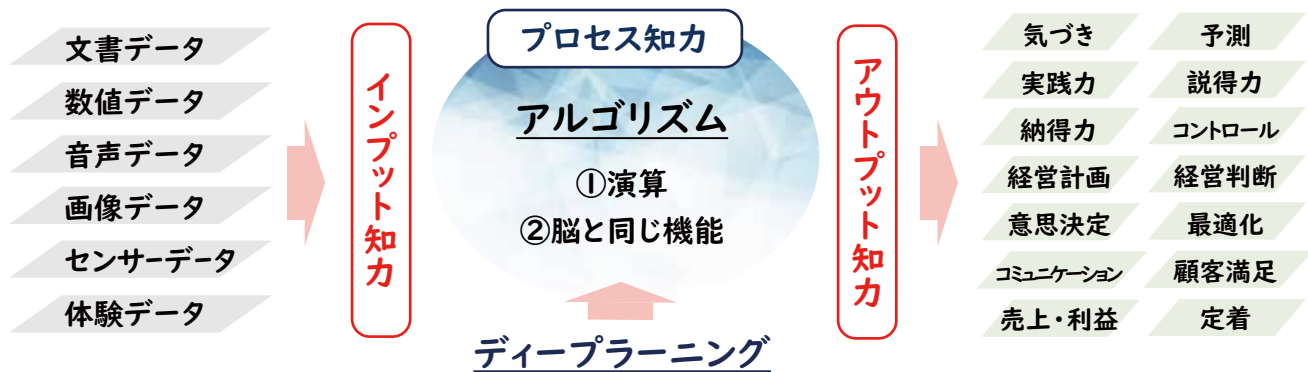 文書データ
数値データ
音声データ
画像データ
センサーデータ
体験データ
インプット知力
プロセス知力
アルゴリズム
①演算
②脳と同じ機能
ディープラーニング
アウトプット知力
気づき
予測
実践力
説得力
納得力
コントロール
経営計画
経営判断
意思決定
最適化
コミュニケーション
顧客満足
売上・利益
定着